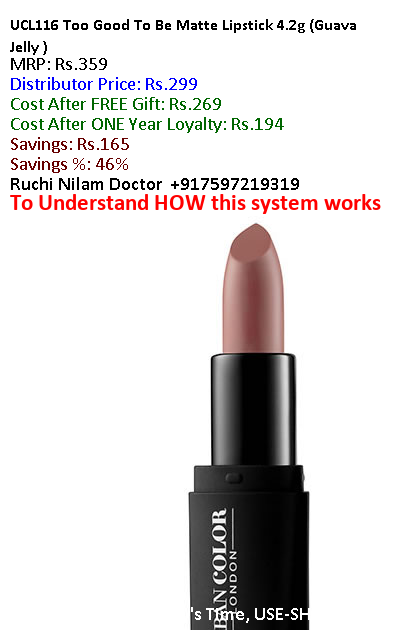 UCL116 Too Good To Be Matte Lipstick 4.2g (Guava
Jelly )
MRP: Rs.359
Distributor Price: Rs.299
Cost After FREE Gift: Rs.269
Cost After ONE Year Loyalty: Rs.194
Savings: Rs.165
Savings %: 46%
Ruchi Nilam Doctor +917597219319
To Understand HOW this system works
BAN COLOR
LONDON
's Time, USE-SH